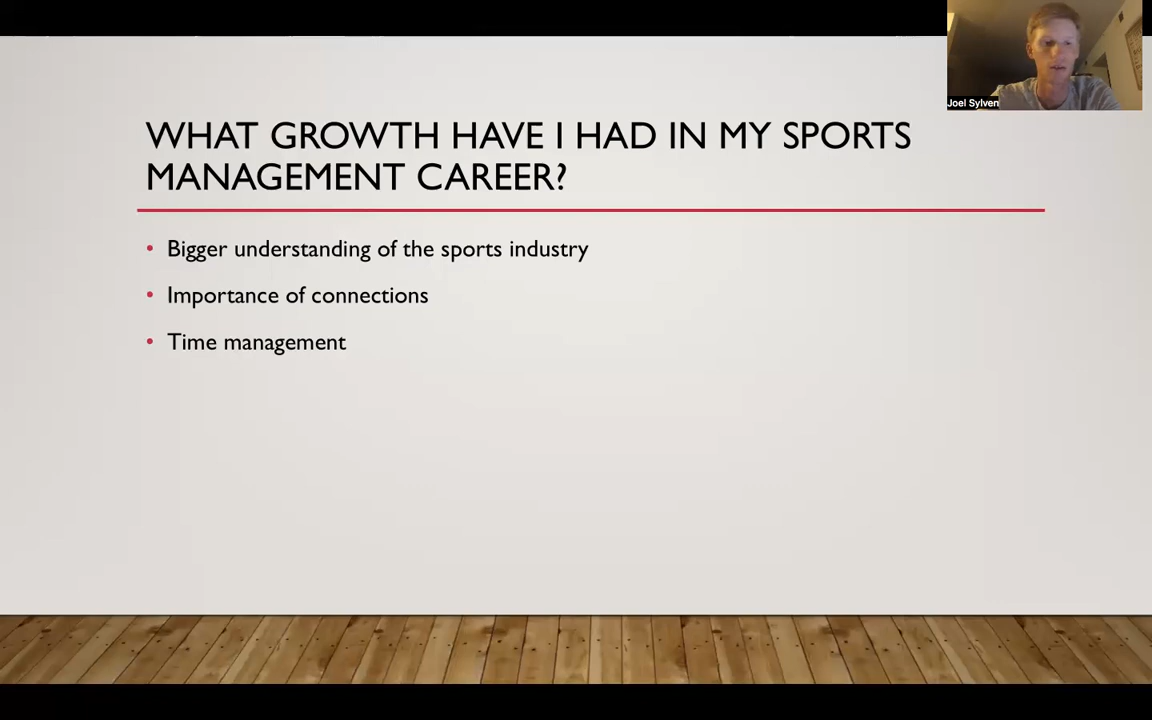 Joel Sylven
WHAT GROWTH HAVE I HAD IN MY SPORTS
MANAGEMENT CAREER?
• Bigger understanding of the sports industry
• Importance of connections
• Time management